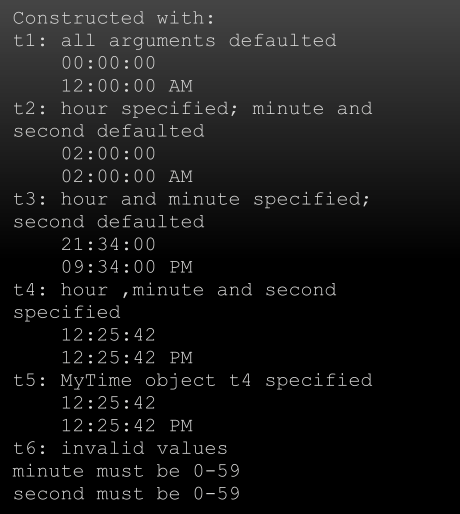 Constructed with:
t1: all arguments defaulted
00:00:00
12:00:00 AM
t2: hour specified; minute and
second defaulted
02:00:00
02:00:00 AM
t3: hour and minute specified;
second defaulted
21:34:00
09:34:00 PM
t4: hour ,minute and second
specified
12:25:42
12:25:42 PM
t5: MyTime object t4 specified
12:25:42
12:25:42 PM
t6: invalid values
minute must be 0-59
second must be 0-59